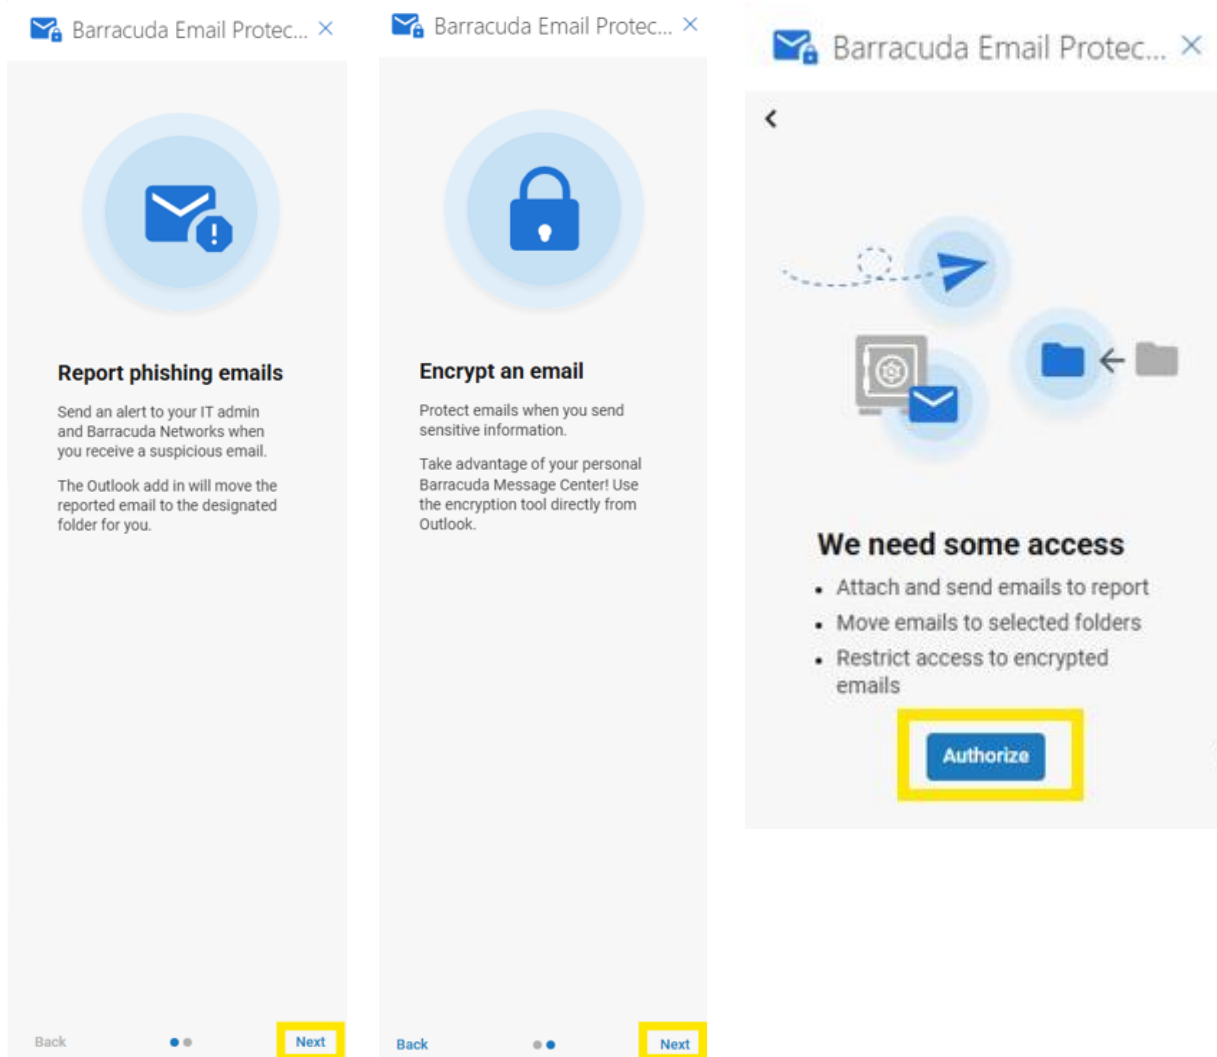 Barracuda Email Protec...
Report phishing emails
Send an alert to your IT admin
and Barracuda Networks when
you receive a suspicious email.
The Outlook add in will move the
reported email to the designated
folder for you.
Back
Next
Barracuda Email Protec...
Encrypt an email
Protect emails when you send
sensitive information.
Take advantage of your personal
Barracuda Message Center! Use
the encryption tool directly from
Outlook.
Back
Next
Barracuda Email Protec...
We need some access
• Attach and send emails to report
• Move emails to selected folders
• Restrict access to encrypted
emails
Authorize